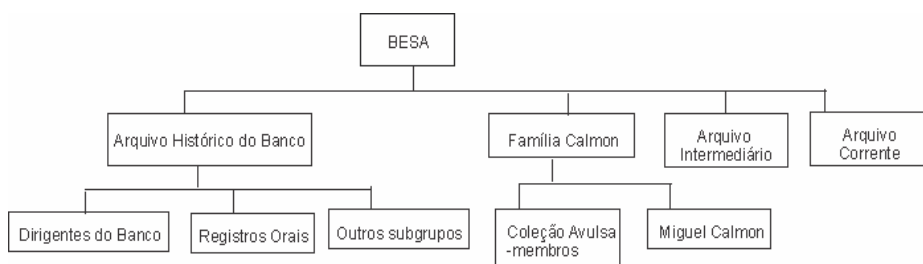 BESA
Arquivo Histórico do Banco
Família Calmon
Arquivo
Intermediário
Arquivo
Corrente
Dirigentes do Banco
Registros Orais
Outros subgrupos
Coleção Avulsa
-membros
Miguel Calmon